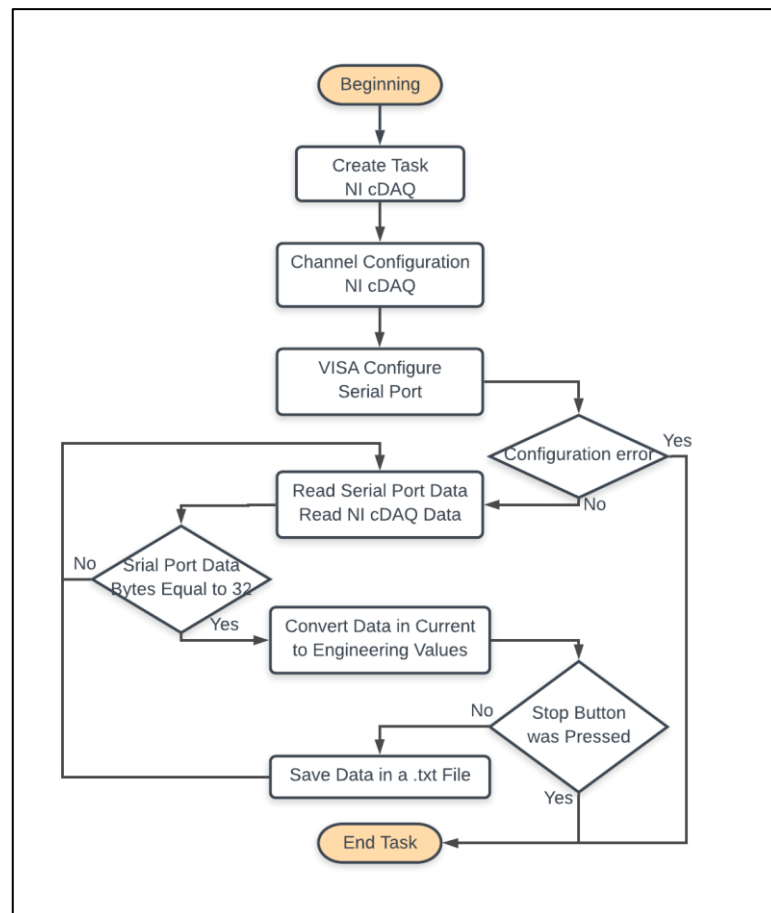 Beginning
Create Task
NI cDAQ
Channel Configuration
NI cDAQ
VISA Configure
Serial Port
Configuration error
Yes
No
Read Serial Port Data
Read NI cDAQ Data
Srial Port Data
Bytes Equal to 32
No
Yes
Convert Data in Current
to Engineering Values
Stop Button
was Pressed
No
Yes
Save Data in a .txt File
End Task